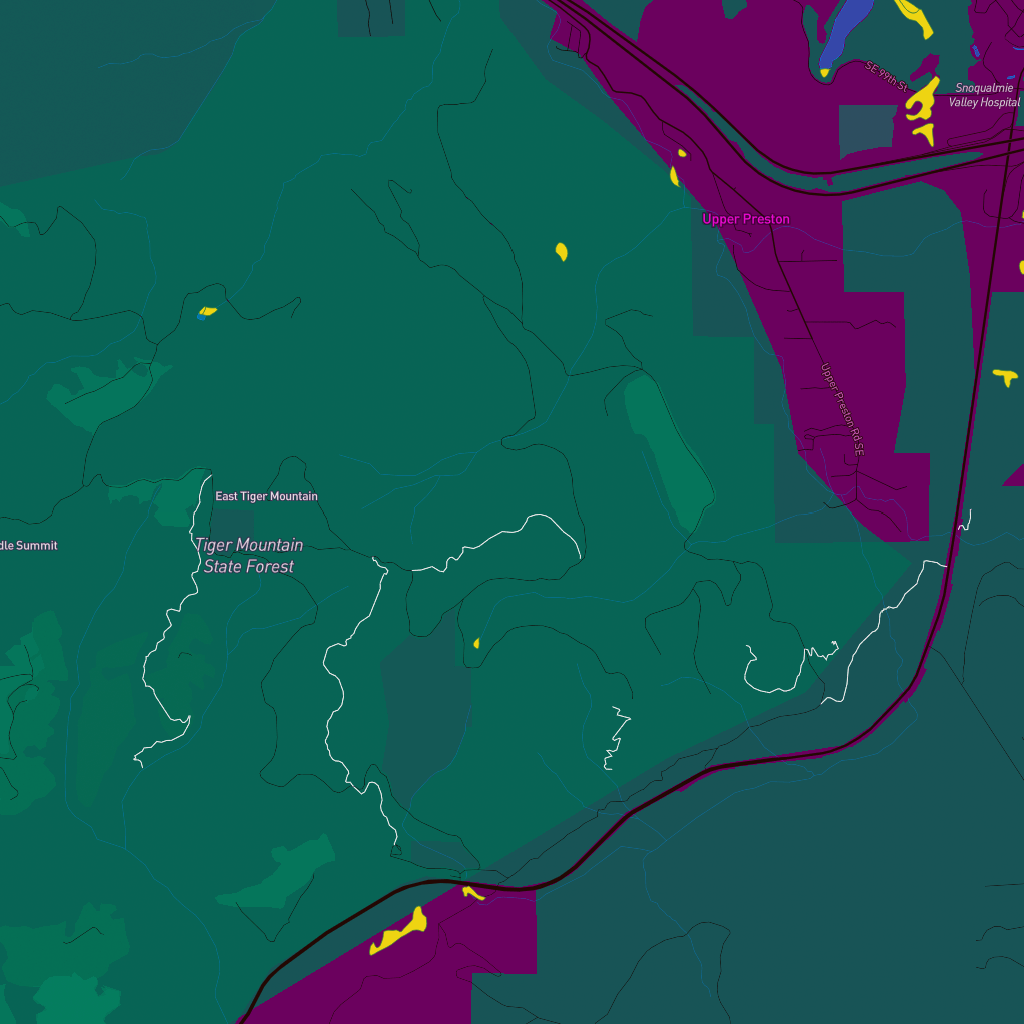 SE 99th St
Snoqualmie
Valley Hospital
Upper Preston
Upper Preston Rd SE
East Tiger Mountain
Tiger Mountain
State Forest
dle Summit